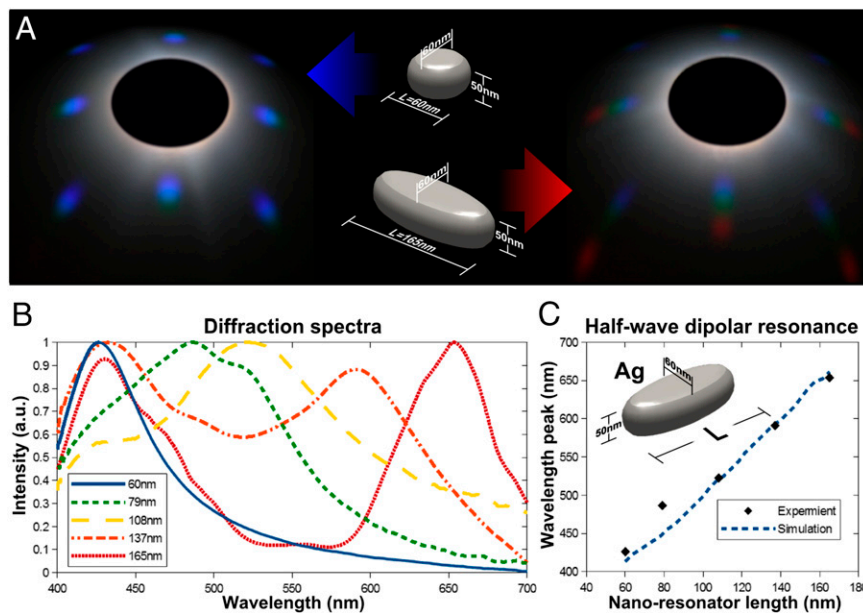 A
60nm
50nm
L=60nm
60nm
50nm
L=165nm
B
Diffraction spectra
Intensity (a.u.)
1
0.9
0.8
0.7
0.6
0.5
0.4
0.3
0.2
0.1
0
60nm
79nm
108nm
137nm
165nm
400 450 500 550 600 650 700
Wavelength (nm)
C
Half-wave dipolar resonance
Wavelength peak (nm)
700
650
600
550
500
450
400
Ag
60nm
50nm
L
Expermient
Simulation
40 60 80 100 120 140 160 180
Nano-resonator length (nm)